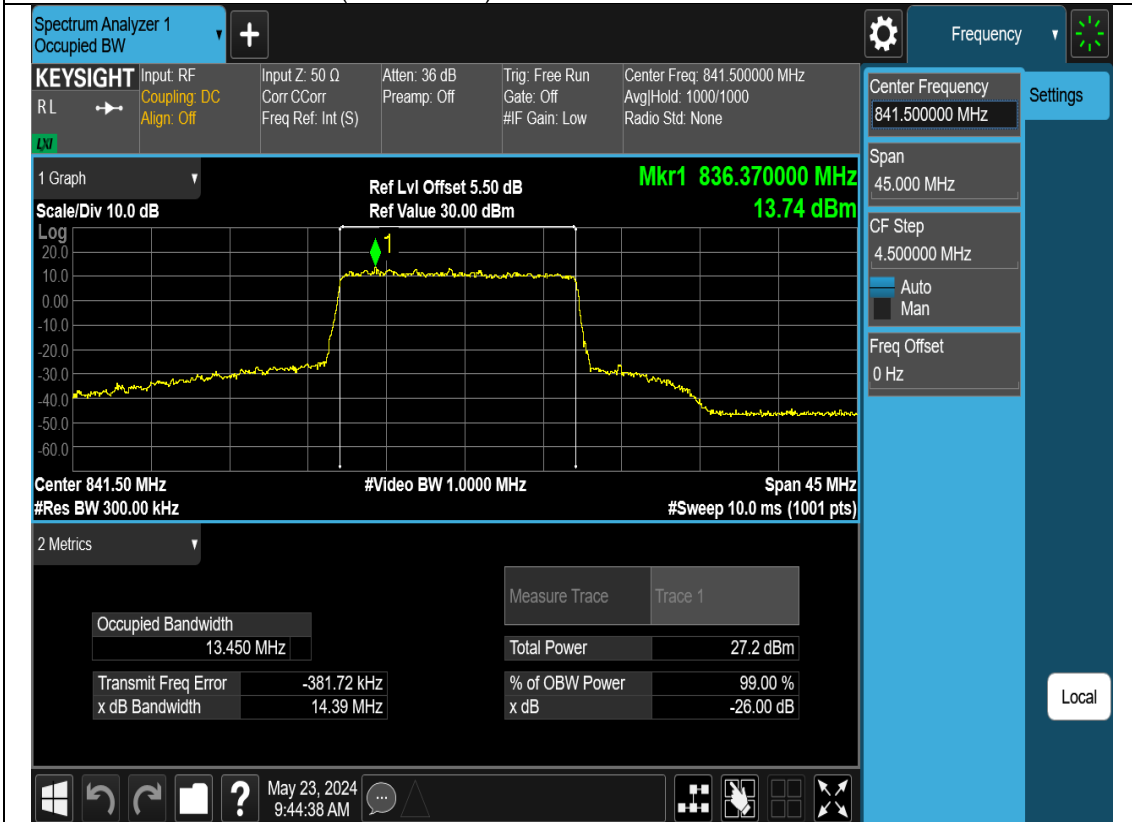 Spectrum Analyzer 1
Occupied BW
Frequency
KEYSIGHT
RL
LXI
Input: RF
Coupling: DC
Align: Off
Input Z: 50 Ω
Corr CCorr
Freq Ref: Int (S)
Atten: 36 dB
Preamp: Off
Trig: Free Run
Gate: Off
#IF Gain: Low
Center Freq: 841.500000 MHz
Avg|Hold: 1000/1000
Radio Std: None
Center Frequency
841.500000 MHz
Settings
Span
45.000 MHz
CF Step
4.500000 MHz
Auto
Man
Freq Offset
0 Hz
Local
1 Graph
Ref Lvl Offset 5.50 dB
Mkr1 836.370000 MHz
Scale/Div 10.0 dB
Ref Value 30.00 dBm
13.74 dBm
Log
1
20.0
10.0
0.00
-10.0
-20.0
-30.0
-40.0
-50.0
-60.0
Center 841.50 MHz
#Video BW 1.0000 MHz
Span 45 MHz
#Res BW 300.00 kHz
#Sweep 10.0 ms (1001 pts)
2 Metrics
Measure Trace
Trace 1
Occupied Bandwidth
13.450 MHz
Total Power
27.2 dBm
Transmit Freq Error
-381.72 kHz
% of OBW Power
99.00 %
x dB Bandwidth
14.39 MHz
x dB
-26.00 dB
May 23, 2024
9:44:38 AM